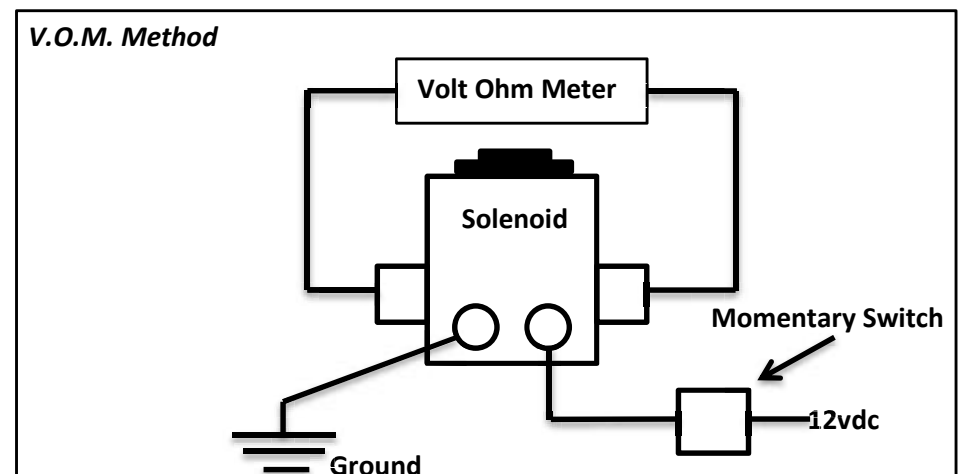 V.O.M. Method
Volt Ohm Meter
Solenoid
Momentary Switch
12vdc
Ground